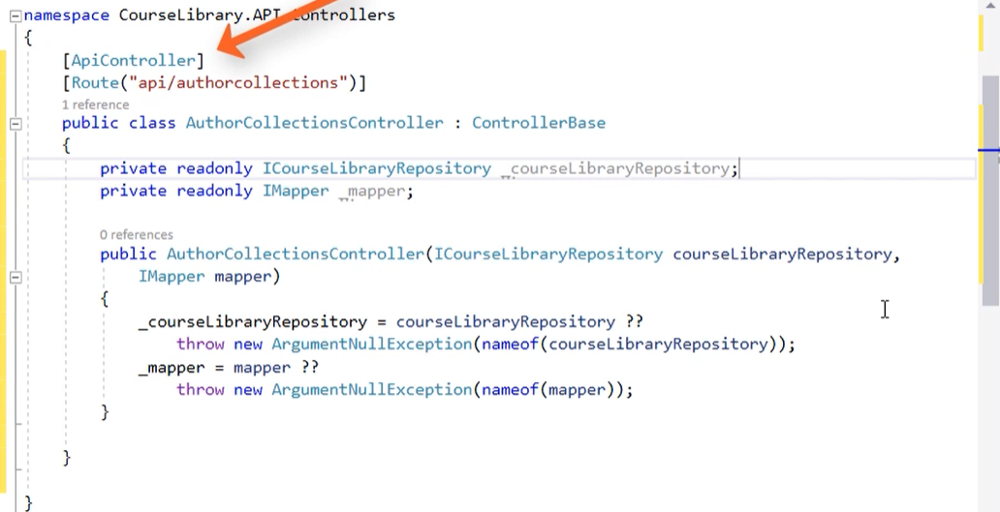 namespace CourseLibrary.API.Controllers
{
[ApiController]
[Route("api/authorcollections")]
1 reference
public class AuthorCollectionsController : ControllerBase
{
private readonly ICourseLibraryRepository _courseLibraryRepository;
private readonly IMapper _mapper;
0 references
public AuthorCollectionsController(ICourseLibraryRepository courseLibraryRepository,
IMapper mapper)
{
_courseLibraryRepository = courseLibraryRepository ??
throw new ArgumentNullException(nameof(courseLibraryRepository));
_mapper = mapper ??
throw new ArgumentNullException(nameof(mapper));
}
}
}